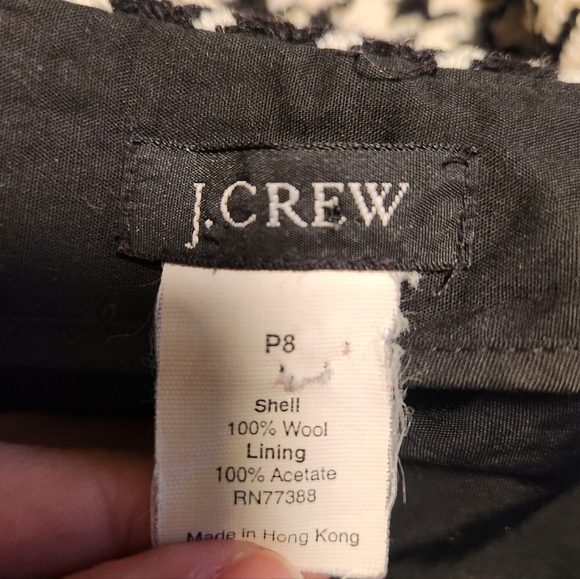 J.CREW
P8
Shell
100% Wool
Lining
100% Acetate
RN77388
Made in Hong Kong